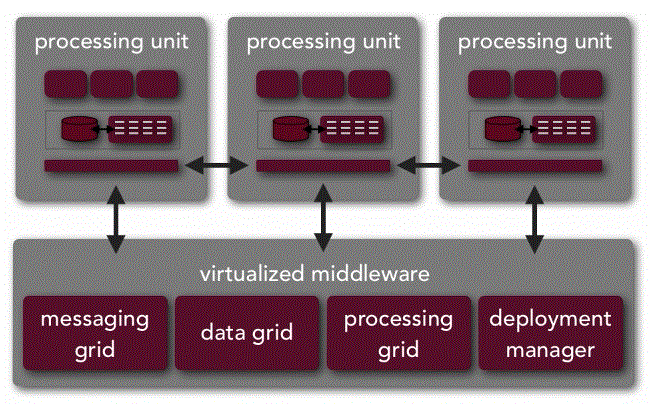 processing unit
processing unit
processing unit
virtualized middleware
messaging
grid
data grid
processing
grid
deployment
manager